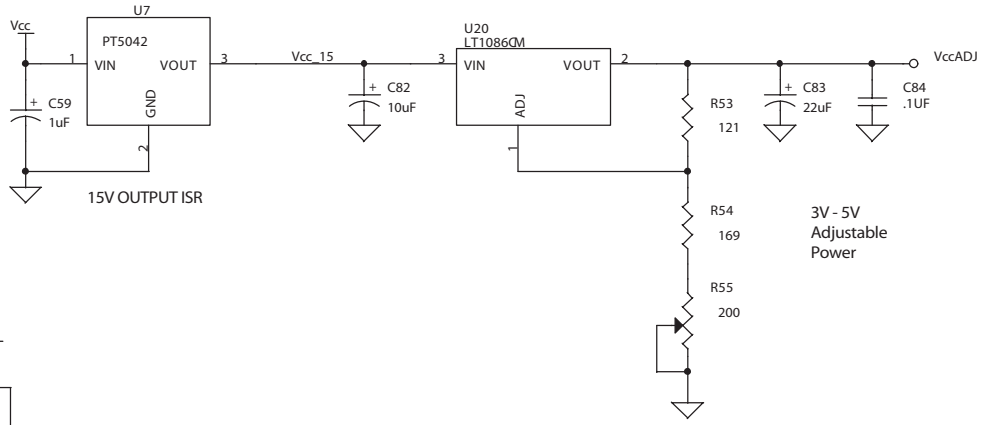 Vcc
U7
PT5042
1
VIN
VOUT
3
GND
2
+
C59
1uF
15V OUTPUT ISR
Vcc_15
+
C82
10uF
U20
LT1086CM
3
VIN
VOUT
2
ADJ
1
R53
121
R54
169
R55
200
+
C83
22uF
C84
.1UF
VccADJ
3V - 5V
Adjustable
Power